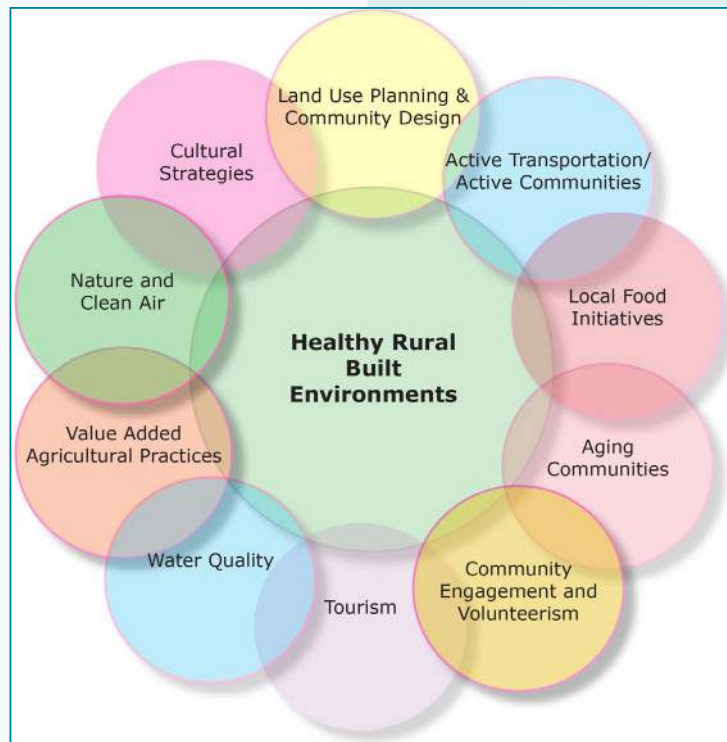 Land Use Planning &
Community Design
Active Transportation/
Active Communities
Local Food
Initiatives
Aging
Communities
Community
Engagement and
Volunteerism
Tourism
Water Quality
Value Added
Agricultural Practices
Nature and
Clean Air
Cultural
Strategies
Healthy Rural
Built
Environments